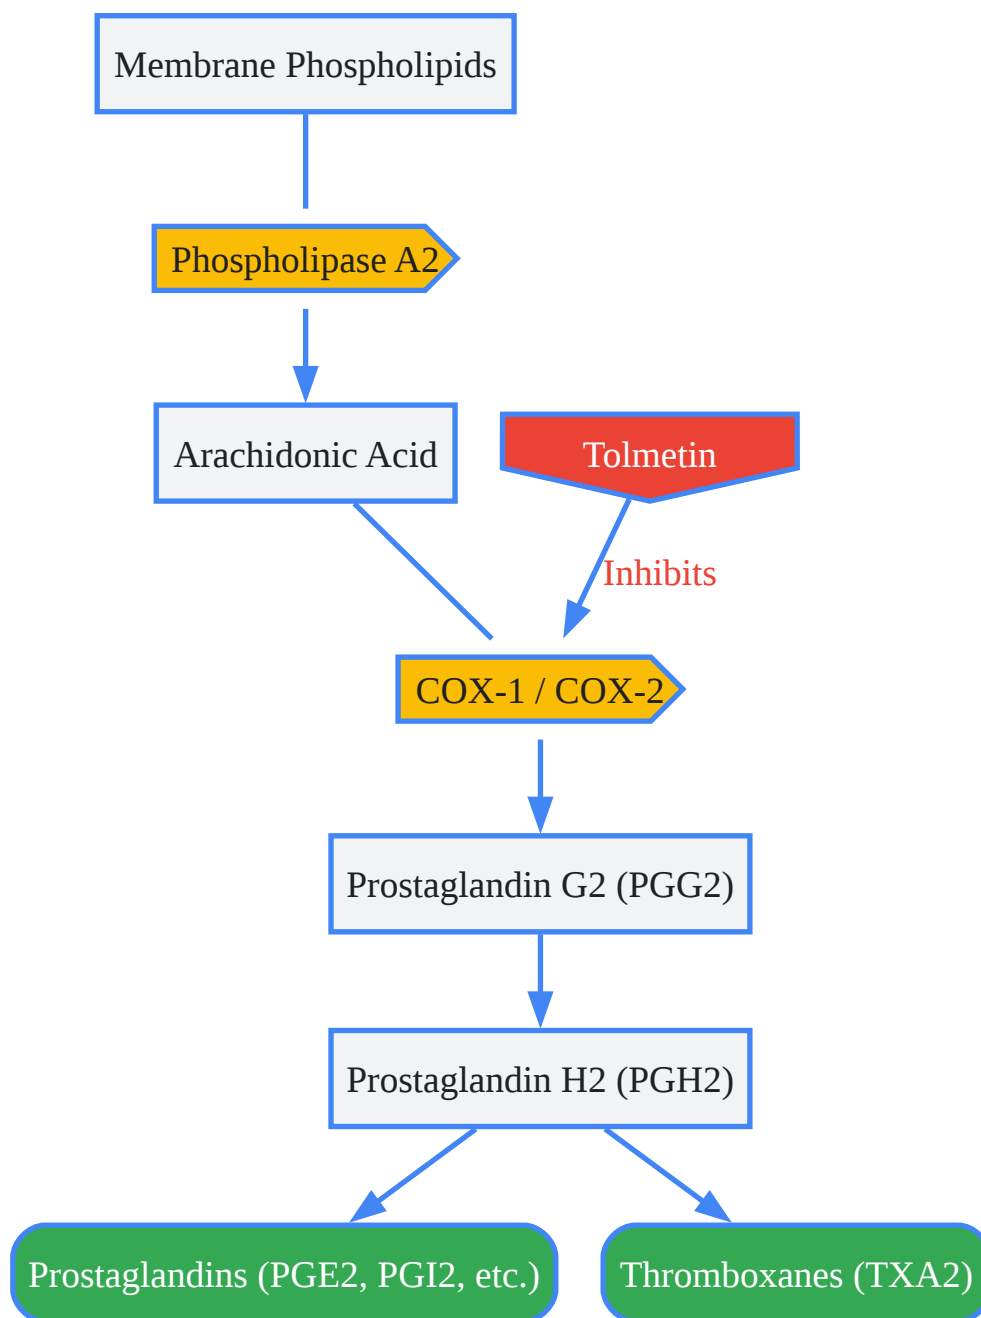 Membrane Phospholipids
Phospholipase A2
Arachidonic Acid
Tolmetin
Inhibits
COX-1 / COX-2
Prostaglandin G2 (PGG2)
Prostaglandin H2 (PGH2)
Prostaglandins (PGE2, PGI2, etc.)
Thromboxanes (TXA2)